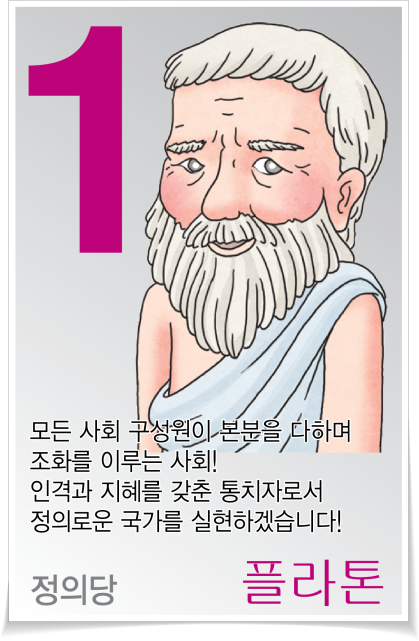 1
모든 사회 구성원이 본분을 다하며
조화를 이루는 사회!
인격과 지혜를 갖춘 통치자로서
정의로운 국가를 실현하겠습니다!
정의당
플라톤